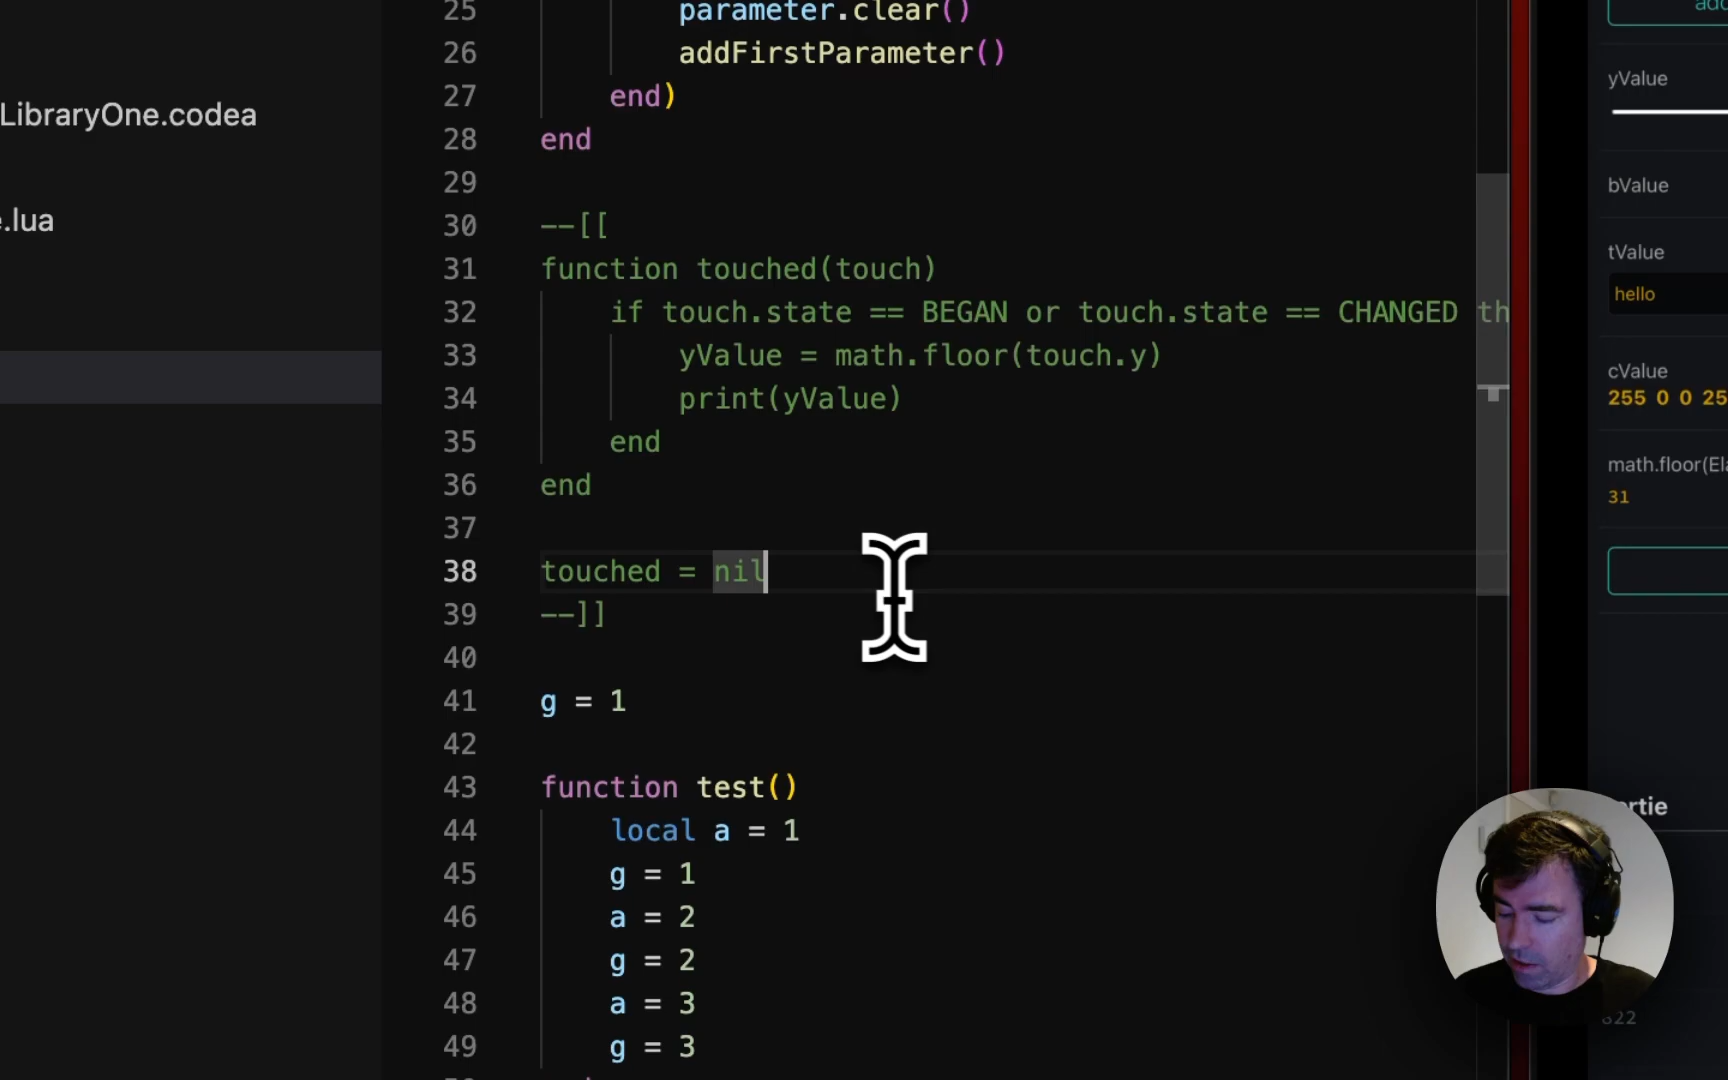 LibraryOne.codea
.lua
25 parameter.clear()
26 addFirstParameter()
27 end)
28 end
29
30 --[[
31 function touched(touch)
32 if touch.state == BEGAN or touch.state == CHANGED th
33 yValue = math.floor(touch.y)
34 print(yValue)
35 end
36 end
37
38 touched = nil
39 --]]
40
41 g = 1
42
43 function test()
44 local a = 1
45 g = 1
46 a = 2
47 g = 2
48 a = 3
49 g = 3
add
yValue
bValue
tValue
hello
cValue
255 0 0 25
math.floor(Ela
31
rtie
822